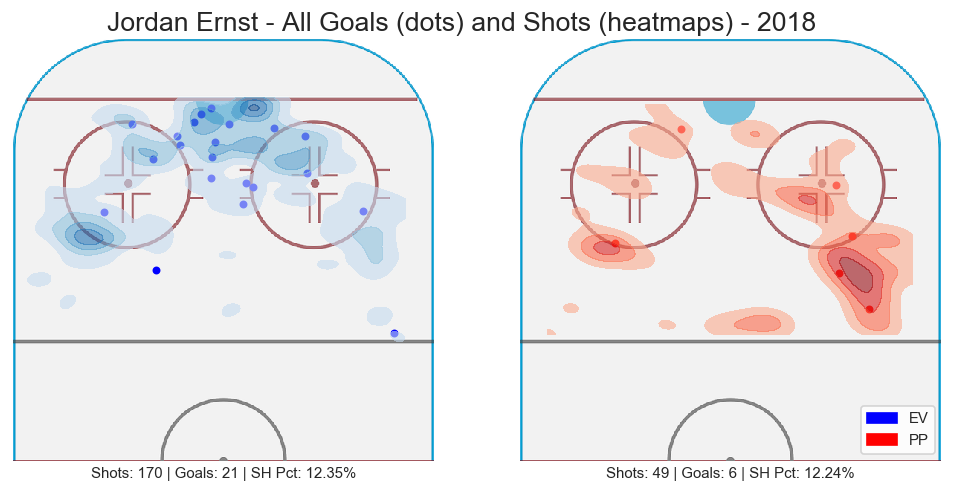 Jordan Ernst - All Goals (dots) and Shots (heatmaps) - 2018
EV
PP
Shots: 170 | Goals: 21 | SH Pct: 12.35%
Shots: 49 | Goals: 6 | SH Pct: 12.24%